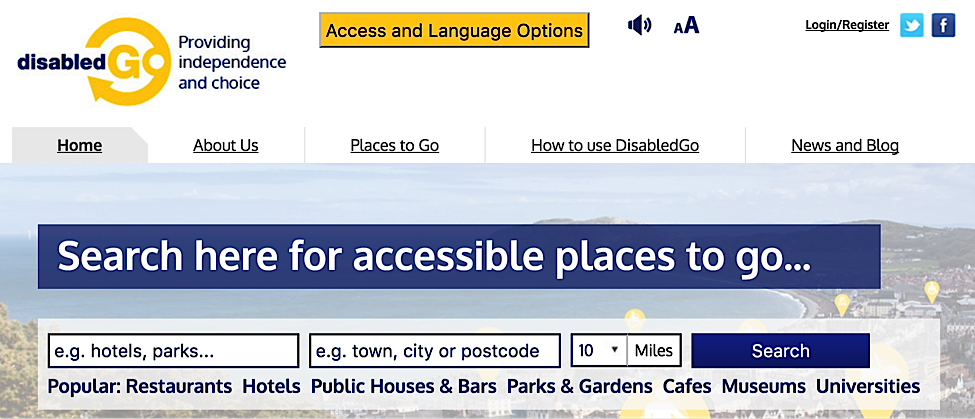 disabledGo
Providing
independence
and choice
Access and Language Options
AA
Login/Register
Home
About Us
Places to Go
How to use DisabledGo
News and Blog
Search here for accessible places to go...
e.g. hotels, parks...
e.g. town, city or postcode
10
Miles
Search
Popular: Restaurants Hotels Public Houses & Bars Parks & Gardens Cafes Museums Universities